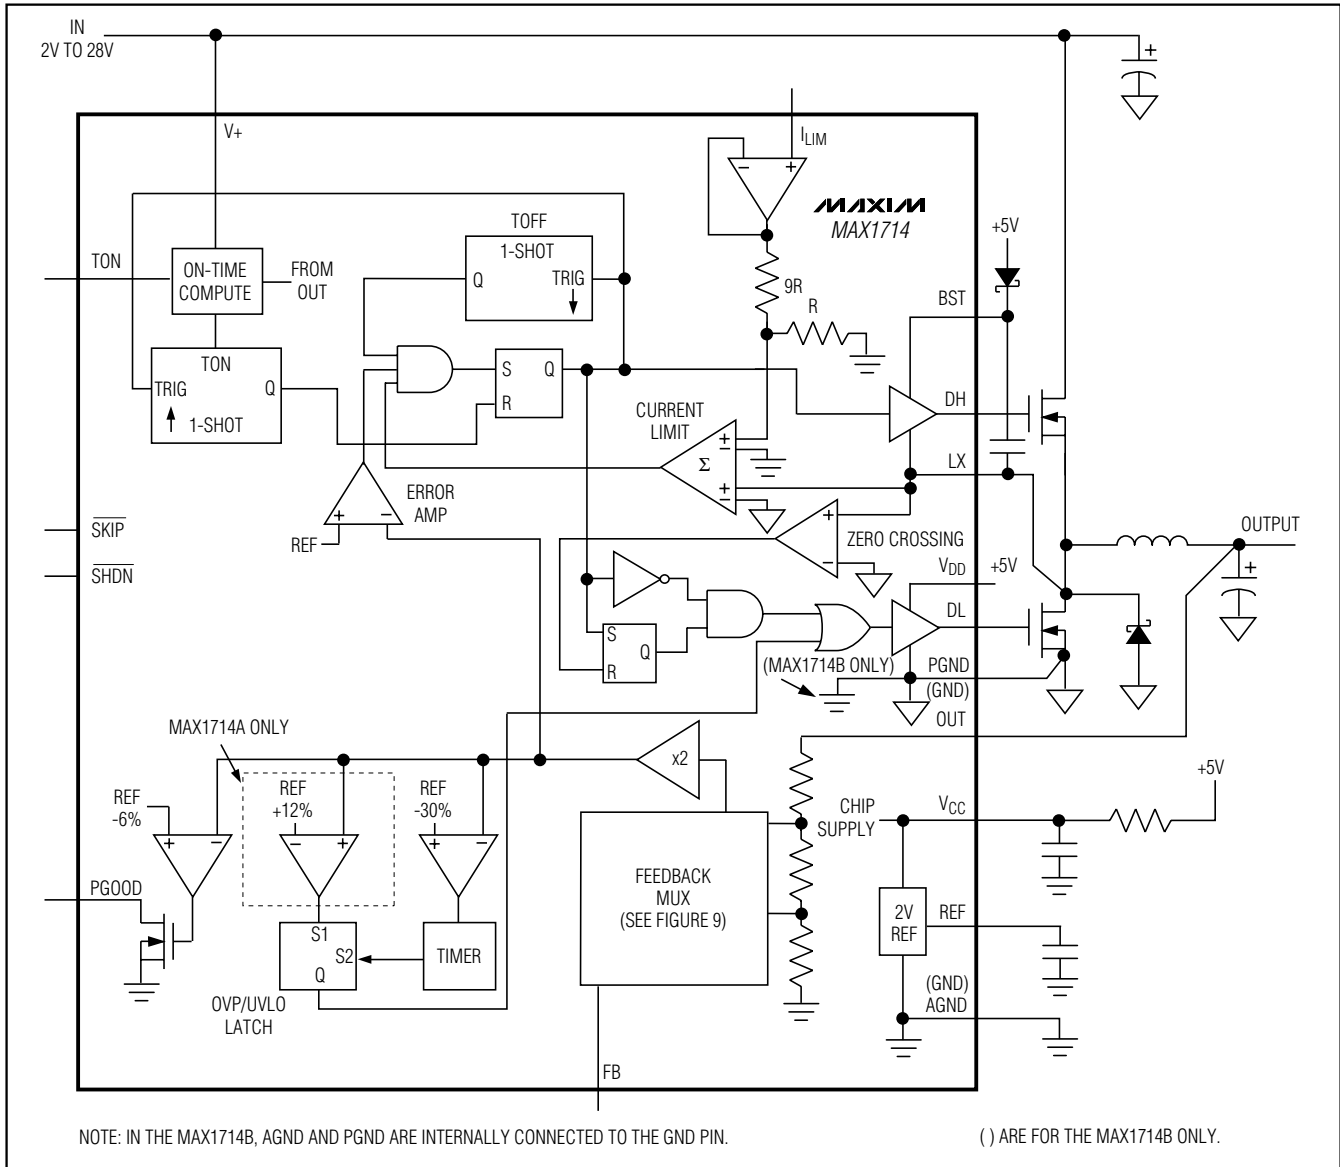 IN
2V TO 28V
V+
ILIM
MAXIM
MAX1714
TOFF
1-SHOT
Q
TRIG
TON
ON-TIME
COMPUTE
FROM
OUT
9R
R
+5V
BST
TON
TRIG
Q
1-SHOT
S
Q
R
DH
CURRENT
LIMIT
+
-
Σ
+
-
LX
ERROR
AMP
+
-
REF
SKIP
SHDN
+
-
ZERO CROSSING
VDD
+5V
OUTPUT
+
DL
S
Q
R
(MAX1714B ONLY)
PGND
(GND)
OUT
MAX1714A ONLY
x2
REF
-6%
REF
+12%
REF
-30%
+
-
-
+
+
-
CHIP
SUPPLY
VCC
+5V
FEEDBACK
MUX
(SEE FIGURE 9)
PGOOD
2V
REF
REF
S1
S2
Q
TIMER
OVP/UVLO
LATCH
(GND)
AGND
FB
NOTE: IN THE MAX1714B, AGND AND PGND ARE INTERNALLY CONNECTED TO THE GND PIN.
( ) ARE FOR THE MAX1714B ONLY.